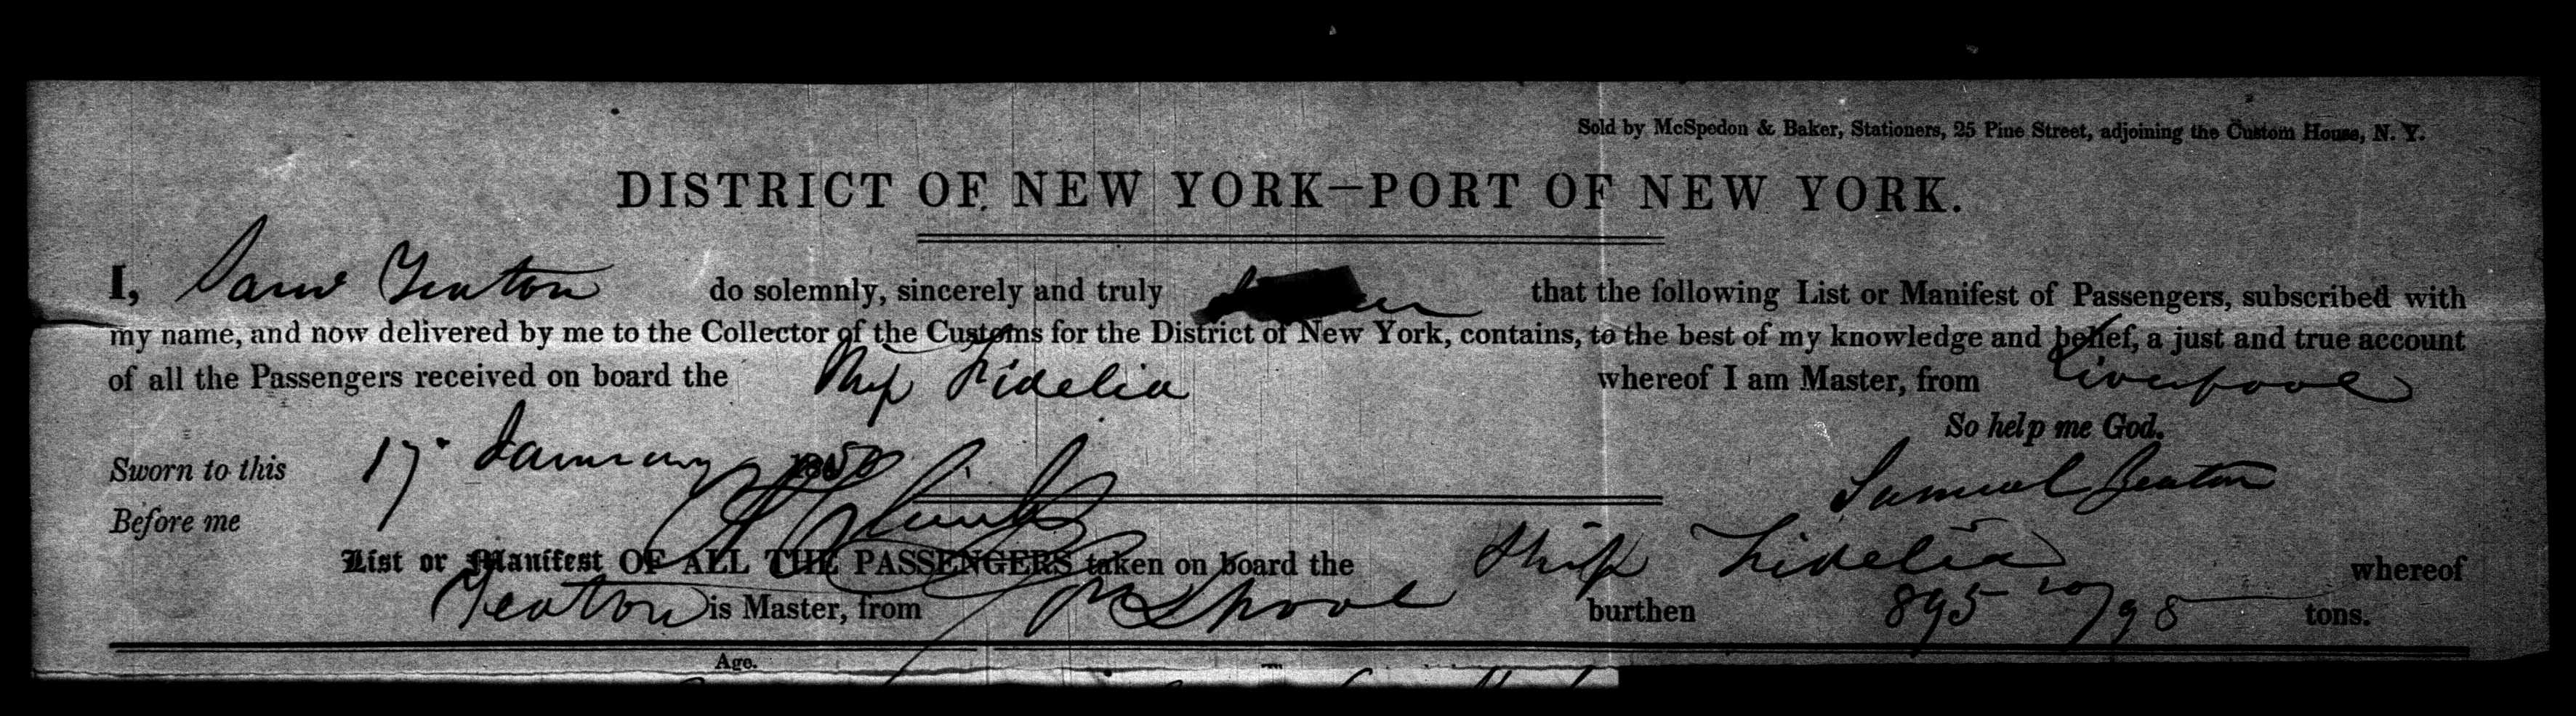 Sold by McSpedon & Baker, Stationers, 25 Pine Street, adjoining the Custom House, N. Y.
DISTRICT OF NEW YORK—PORT OF NEW YORK.
I, Saml Yeaton do solemnly, sincerely and truly that the following List or Manifest of Passengers, subscribed with
my name, and now delivered by me to the Collector of the Customs for the District of New York, contains, to the best of my knowledge and belief, a just and true account
of all the Passengers received on board the Ship Fidelia whereof I am Master, from Liverpool
So help me God.
Sworn to this 17 January 1850 Samuel Yeaton
Before me
List or Manifest OF ALL THE PASSENGERS taken on board the Ship Fidelia whereof
Yeaton is Master, from burthen 895 tons.
Age.